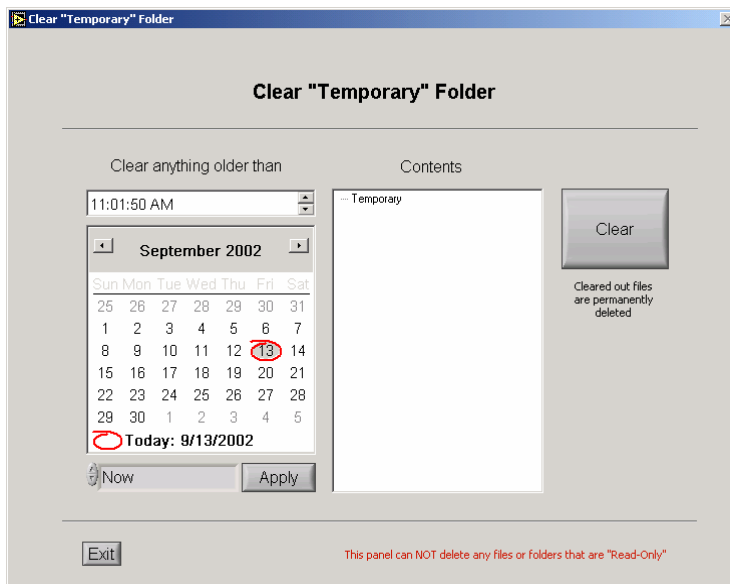 Clear "Temporary" Folder
Clear "Temporary" Folder
Clear anything older than
Contents
11:01:50 AM
Temporary
Clear
Cleared out files
are permanently
deleted
September 2002
Sun Mon Tue Wed Thu Fri Sat
25 26 27 28 29 30 31
1 2 3 4 5 6 7
8 9 10 11 12 13 14
15 16 17 18 19 20 21
22 23 24 25 26 27 28
29 30 1 2 3 4 5
Today: 9/13/2002
Now
Apply
Exit
This panel can NOT delete any files or folders that are "Read-Only"